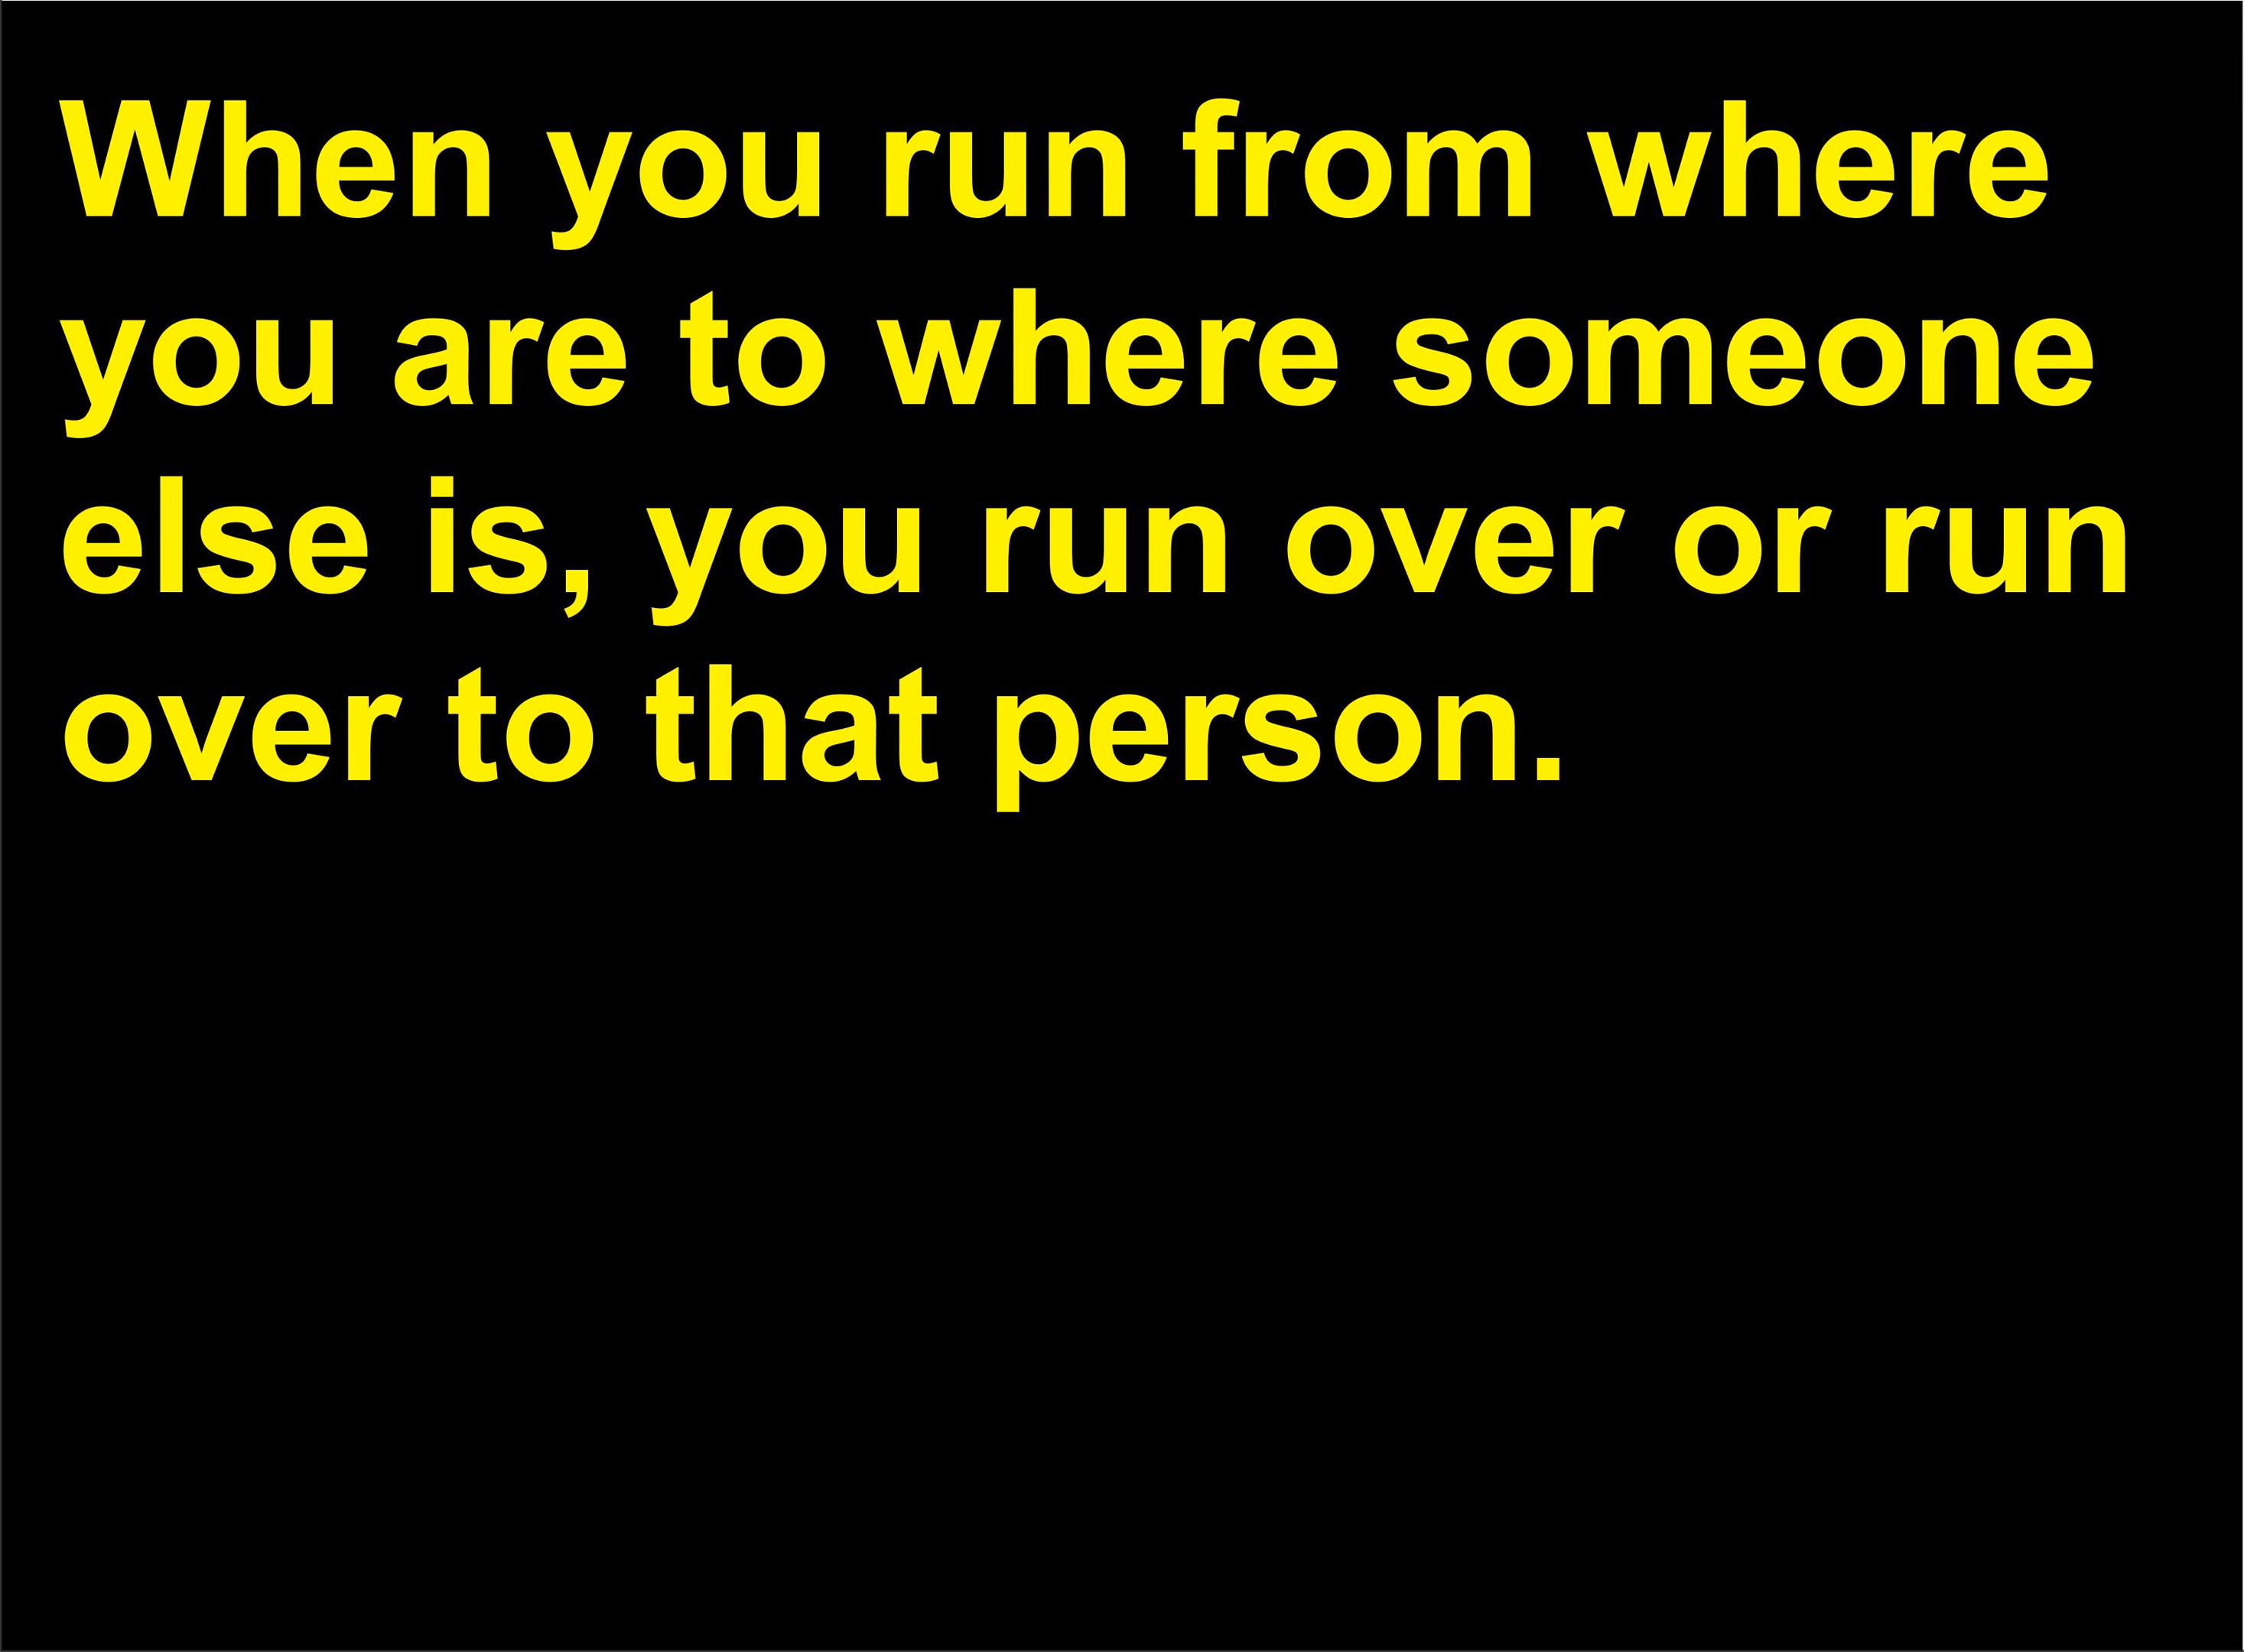 When you run from where
you are to where someone
else is, you run over or run
over to that person.